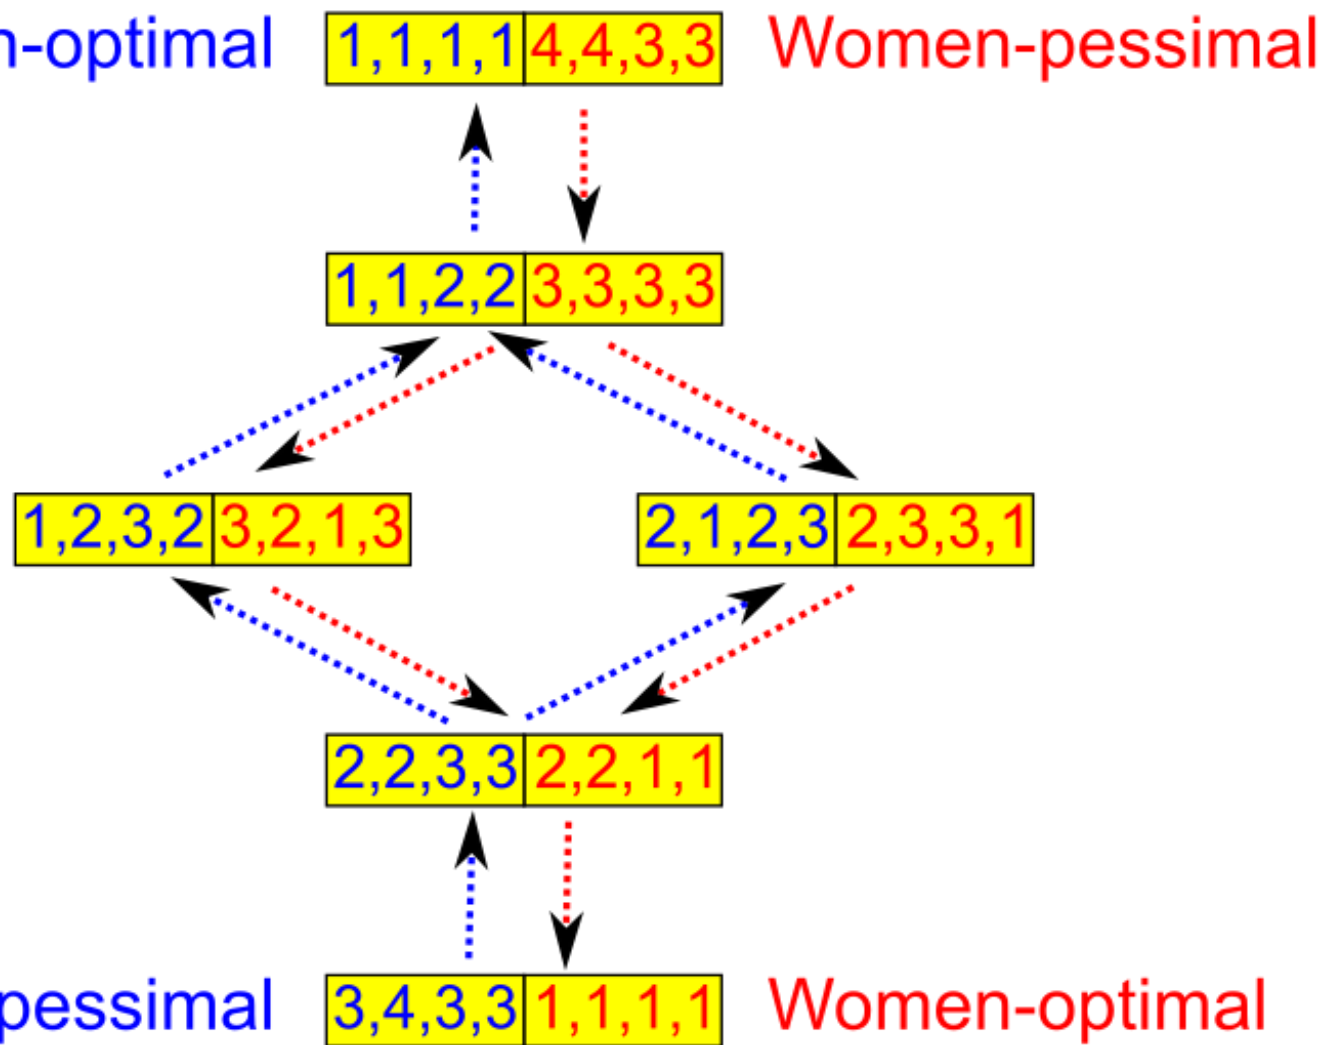 n-optimal 1,1,1,1 4,4,3,3 Women-pessimal
1,1,2,2 3,3,3,3
1,2,3,2 3,2,1,3 2,1,2,3 2,3,3,1
2,2,3,3 2,2,1,1
pessimal 3,4,3,3 1,1,1,1 Women-optimal